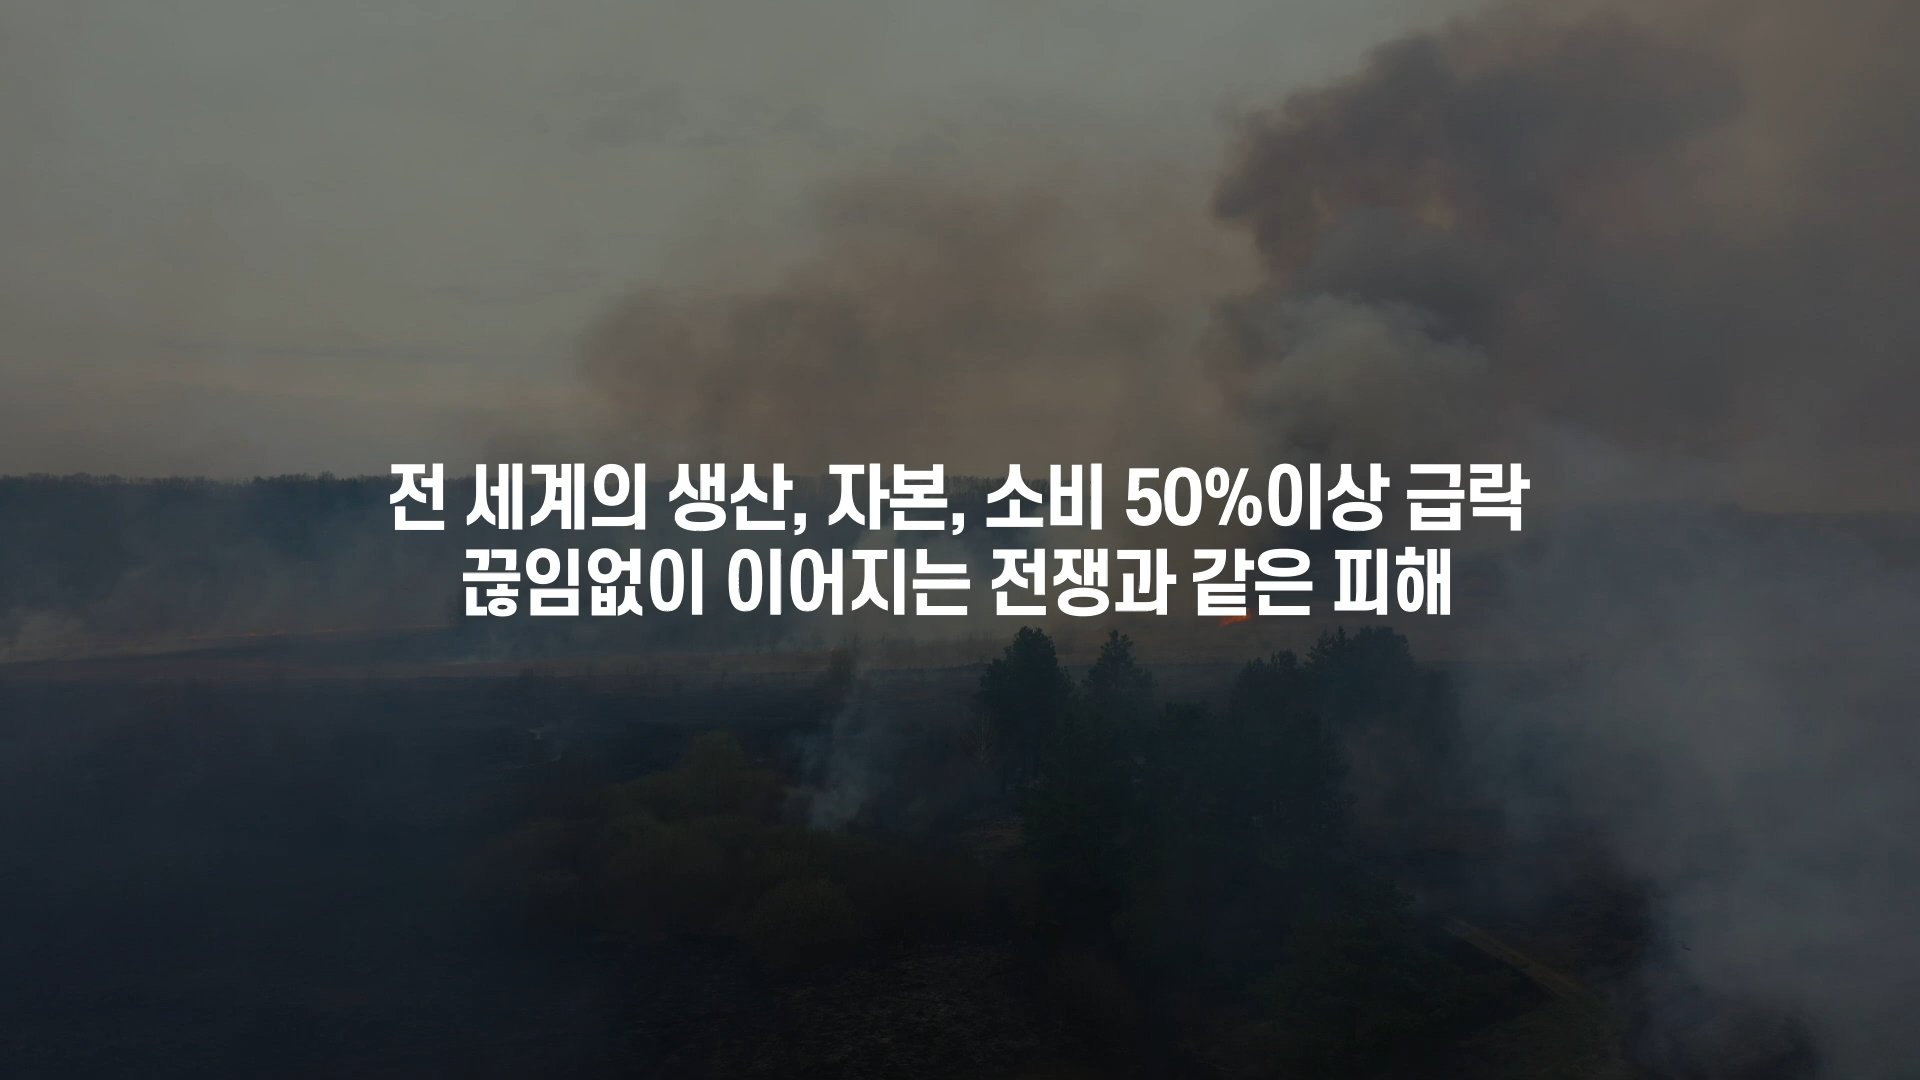 전 세계의 생산, 자본, 소비 50%이상 급락
끊임없이 이어지는 전쟁과 같은 피해